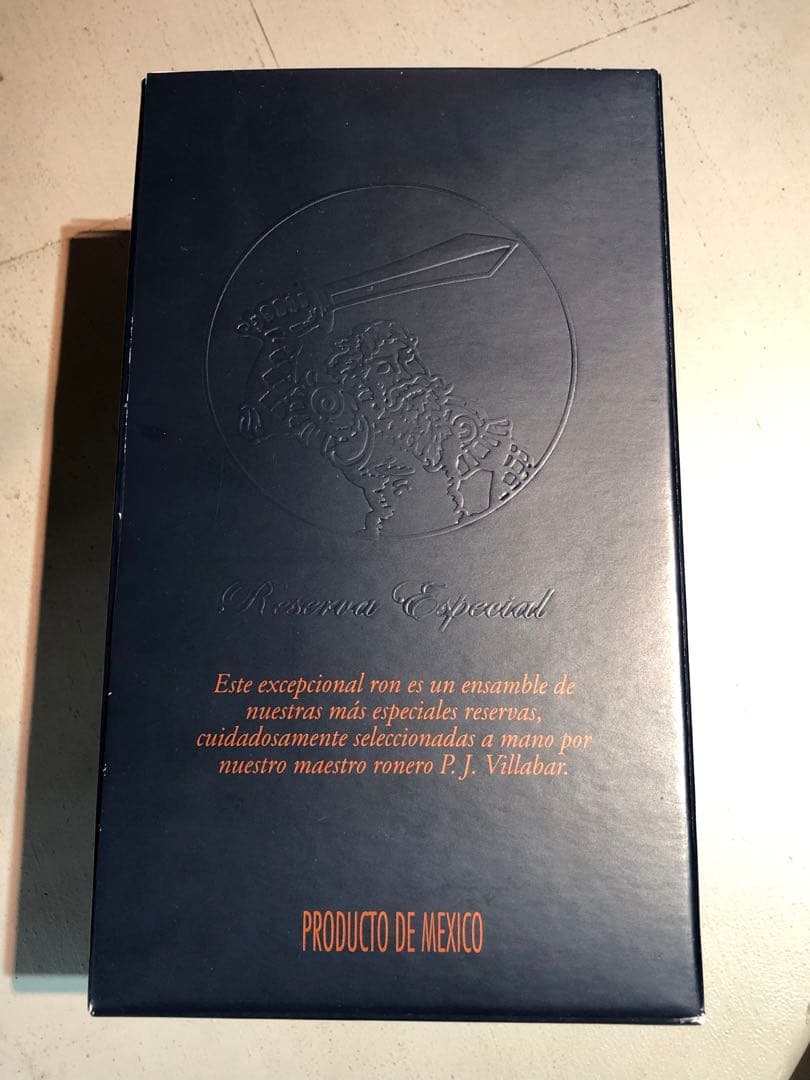 Reserva Especial
Este excepcional ron es un ensamble de
nuestras más especiales reservas,
cuidadosamente seleccionadas a mano por
nuestro maestro ronero P. J. Villabar.
PRODUCTO DE MEXICO